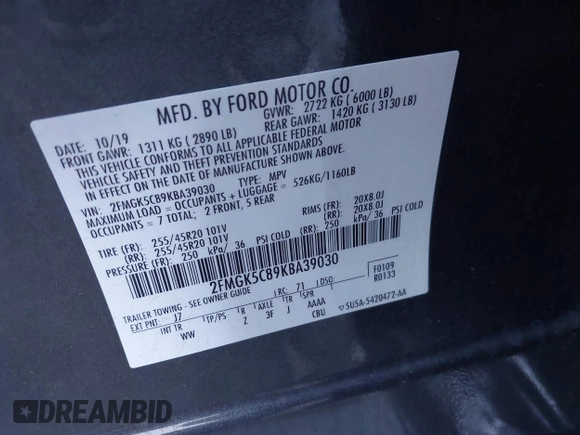 MFD. BY FORD MOTOR CO.
DATE: 10/19 GVWR: 2722 KG ( 6000 LB)
FRONT GAWR: 1311 KG ( 2890 LB) REAR GAWR: 1420 KG ( 3130 LB)
THIS VEHICLE CONFORMS TO ALL APPLICABLE FEDERAL MOTOR
VEHICLE SAFETY AND THEFT PREVENTION STANDARDS
IN EFFECT ON THE DATE OF MANUFACTURE SHOWN ABOVE.
VIN: 2FMGK5C89KBA39030 TYPE: MPV
MAXIMUM LOAD = OCCUPANTS + LUGGAGE = 526KG/1160LB
OCCUPANTS = 7 TOTAL; 2 FRONT, 5 REAR
TIRE (FR): 255/45R20 101V RIMS (FR): 20X8.0J
(RR): 255/45R20 101V (RR): 20X8.0J
PRESSURE (FR): 250 kPa/ 36 PSI COLD (RR): 250 kPa/ 36 PSI COLD
2FMGK5C89KBA39030
F0109
R0133
TRAILER TOWING - SEE OWNER GUIDE
EXT PNT: J7 RC: 71 DSO:
INT TR TP/PS R AXLE TR SPR
WW Z 3F J AAAA
CBU
5USA-5420472-AA
DREAMBID